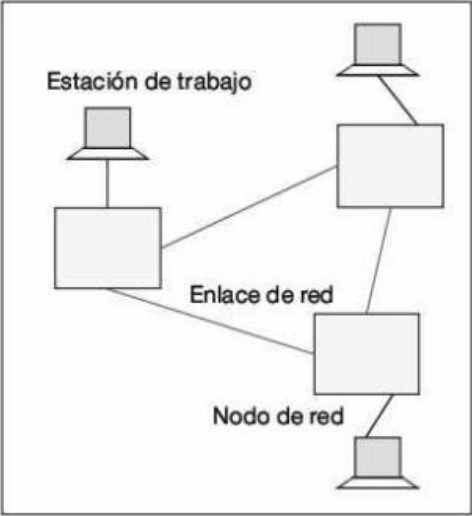 Estación de trabajo
Enlace de red
Nodo de red